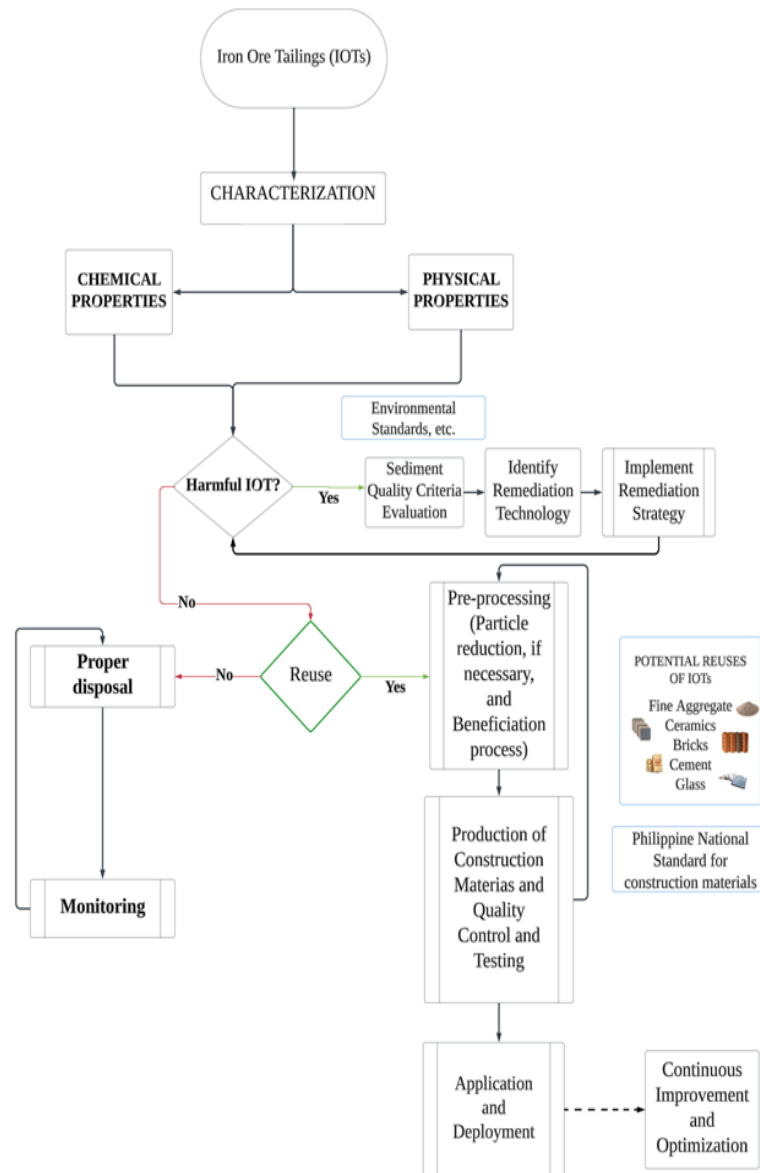 Iron Ore Tailings (IOTs)
CHARACTERIZATION
CHEMICAL
PROPERTIES
PHYSICAL
PROPERTIES
Environmental
Standards, etc.
Harmful IOT?
Yes
Sediment
Quality Criteria
Evaluation
Identify
Remediation
Technology
Implement
Remediation
Strategy
No
Reuse
No
Yes
Proper
disposal
Monitoring
Pre-processing
(Particle
reduction, if
necessary,
and
Beneficiation
process)
POTENTIAL REUSES
OF IOTs
Fine Aggregate
Ceramics
Bricks
Cement
Glass
Philippine National
Standard for
construction materials
Production of
Construction
Materias and
Quality
Control and
Testing
Application
and
Deployment
Continuous
Improvement
and
Optimization